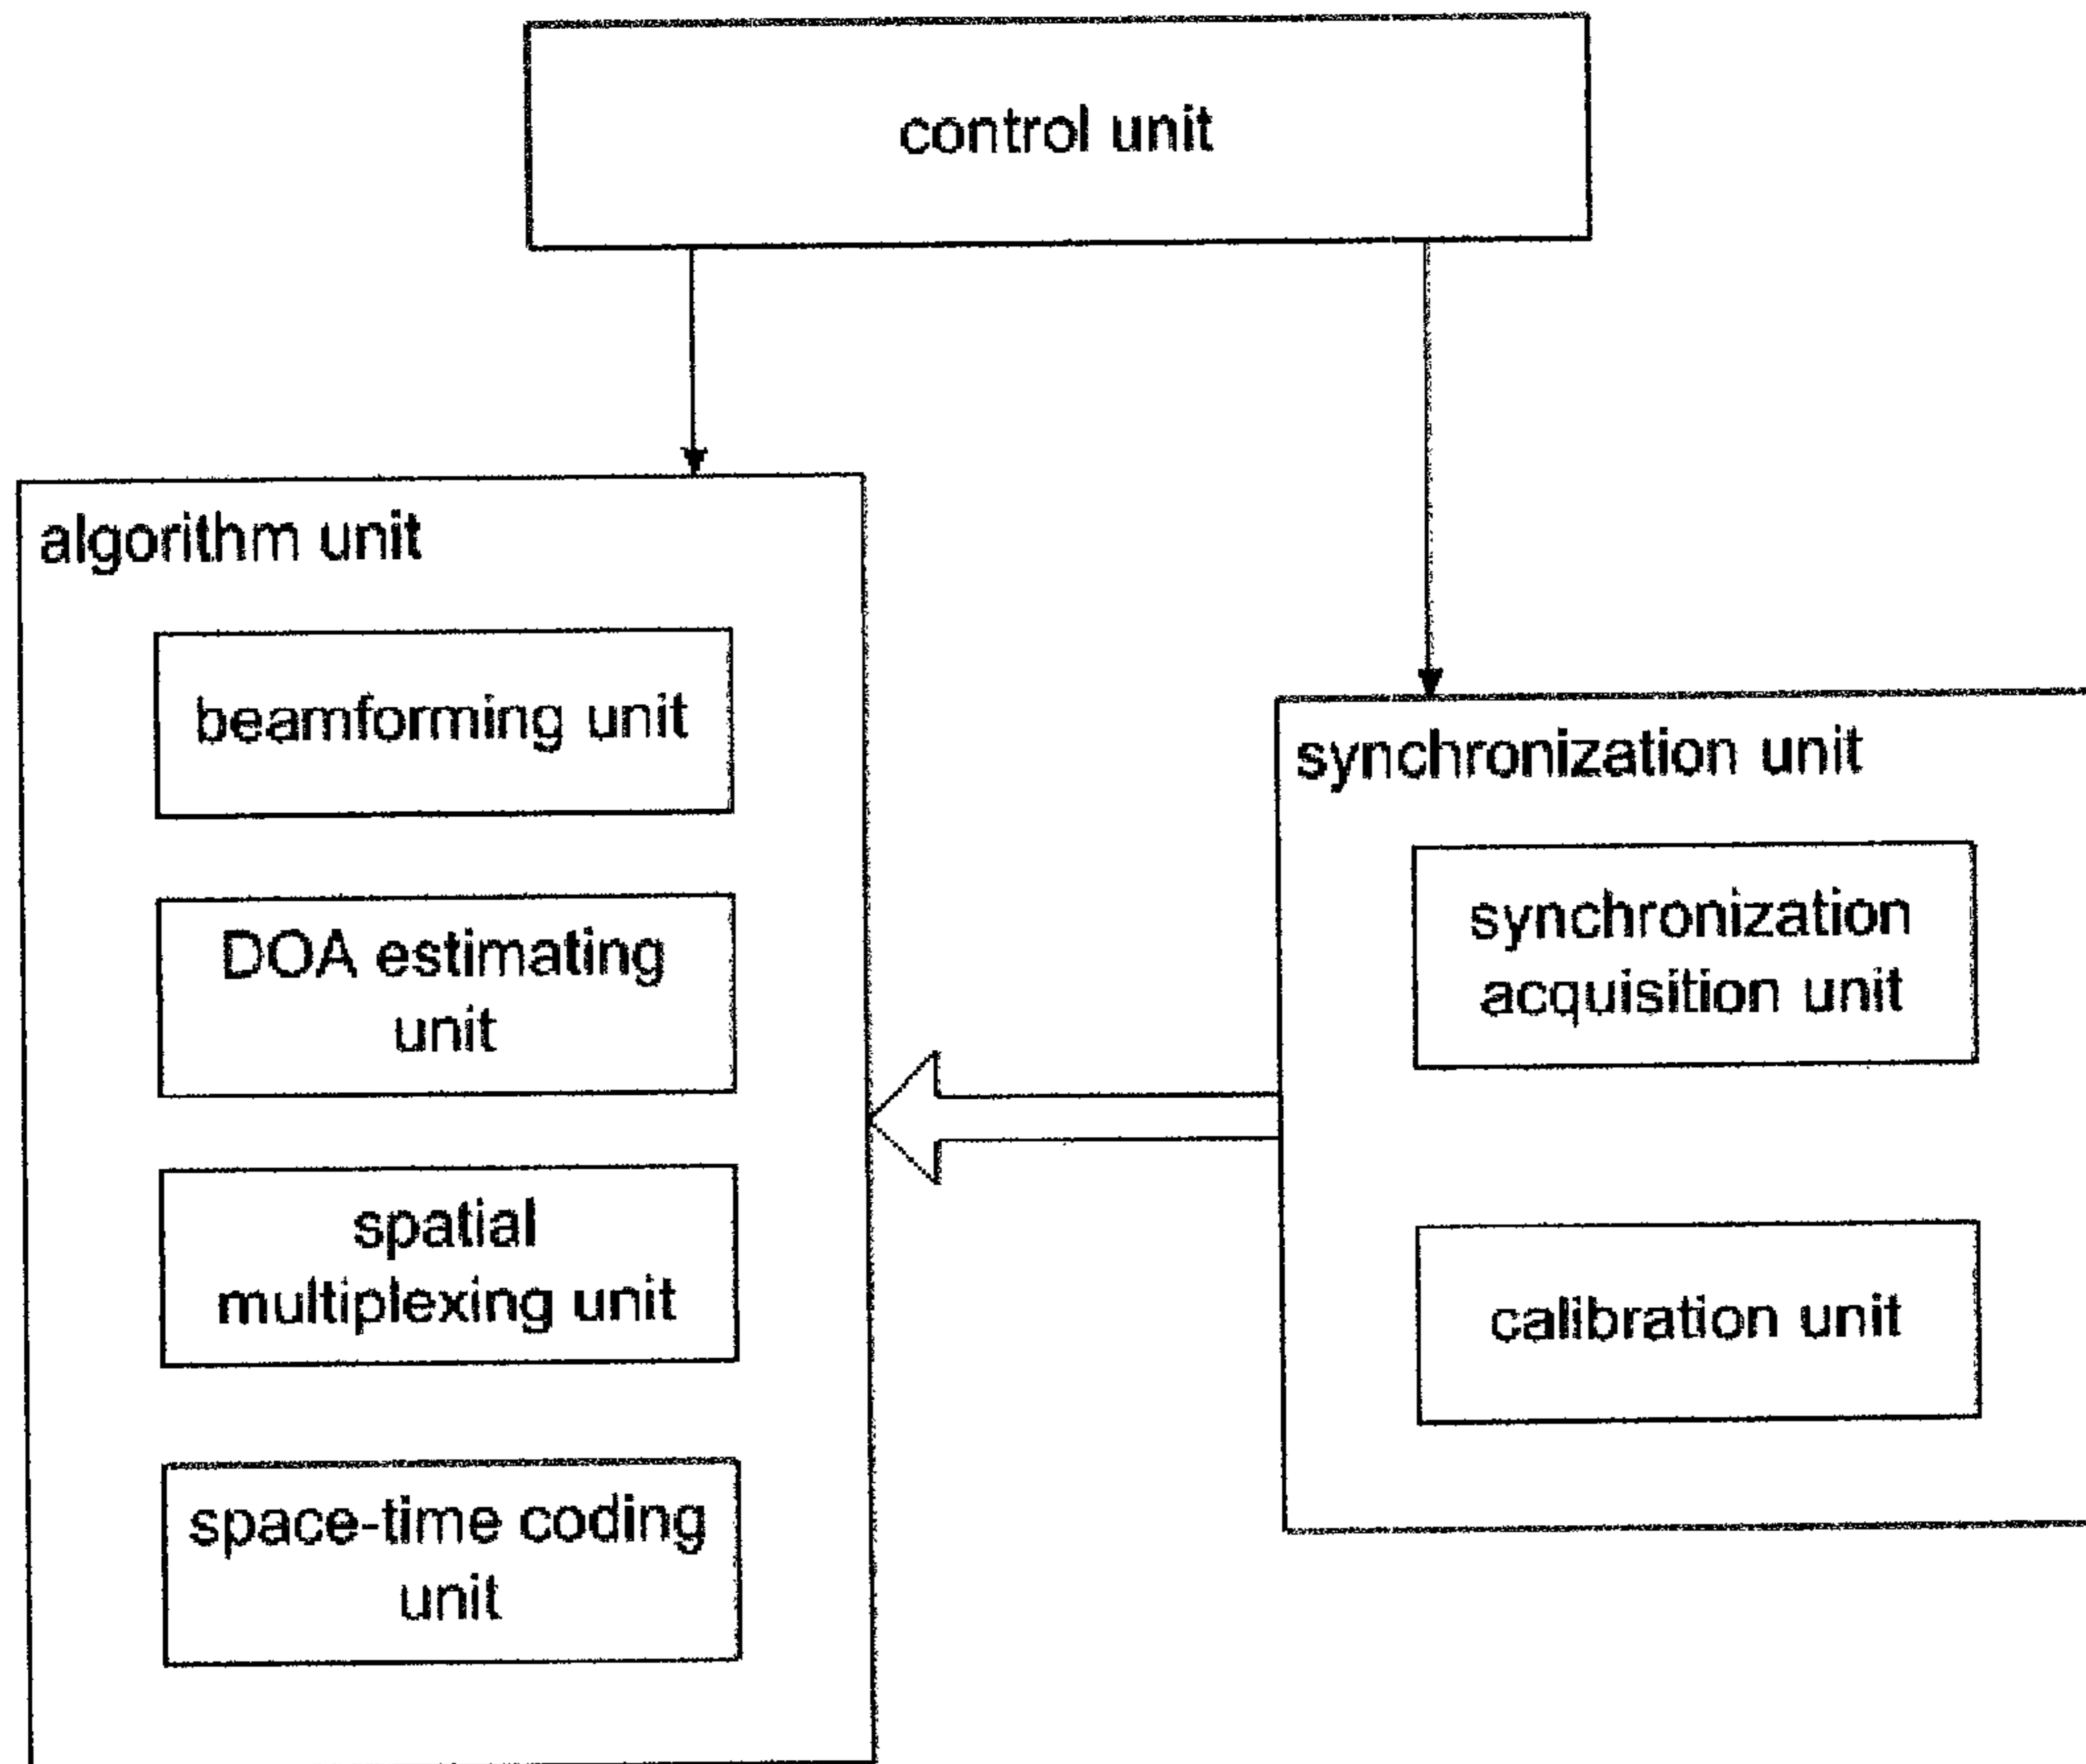 control unit
algorithm unit
beamforming unit
DOA estimating
unit
spatial
multiplexing unit
space-time coding
unit
synchronization unit
synchronization
acquisition unit
calibration unit